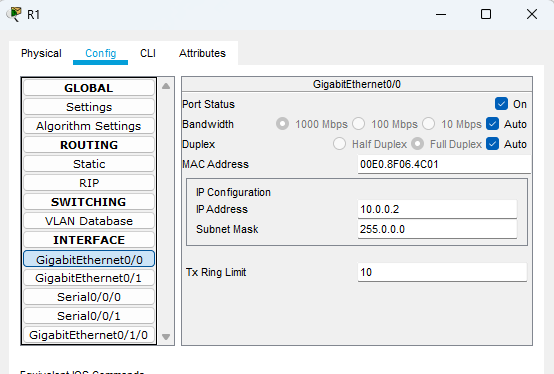 R1
Physical Config CLI Attributes
GLOBAL
Settings
Algorithm Settings
ROUTING
Static
RIP
SWITCHING
VLAN Database
INTERFACE
GigabitEthernet0/0
GigabitEthernet0/1
Serial0/0/0
Serial0/0/1
GigabitEthernet0/1/0
GigabitEthernet0/0
Port Status On
Bandwidth 1000 Mbps 100 Mbps 10 Mbps Auto
Duplex Half Duplex Full Duplex Auto
MAC Address 00E0.8F06.4C01
IP Configuration
IP Address 10.0.0.2
Subnet Mask 255.0.0.0
Tx Ring Limit 10
Equivalent IOS Commands